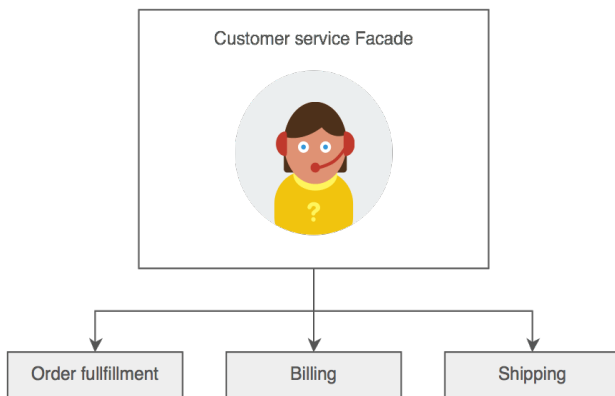 Customer service Facade
?
Order fullfillment
Billing
Shipping